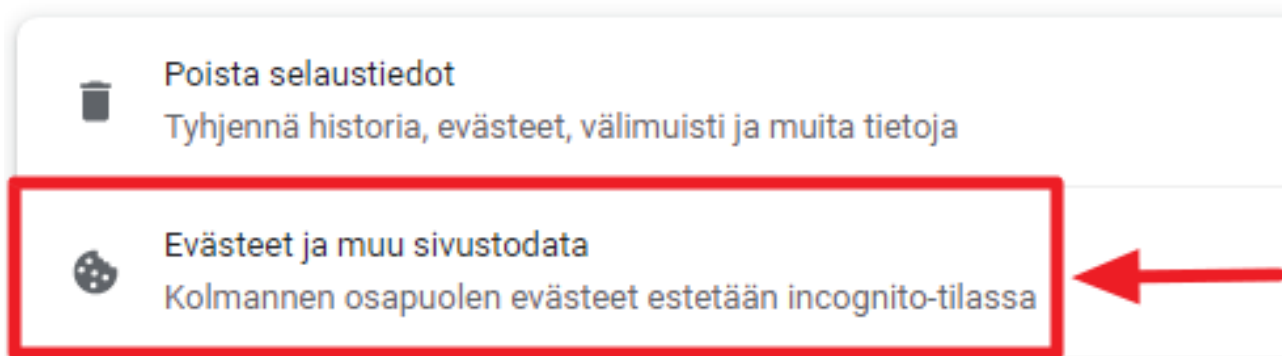 Poista selaustiedot
Tyhjennä historia, evästeet, välimuisti ja muita tietoja
Evästeet ja muu sivustodata
Kolmannen osapuolen evästeet estetään incognito-tilassa